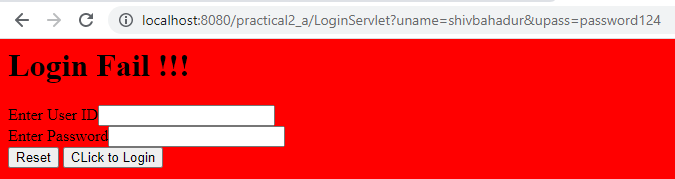 localhost:8080/practical2_a/LoginServlet?uname=shivbahadur&upass=password124
Login Fail !!!
Enter User ID
Enter Password
Reset CLick to Login